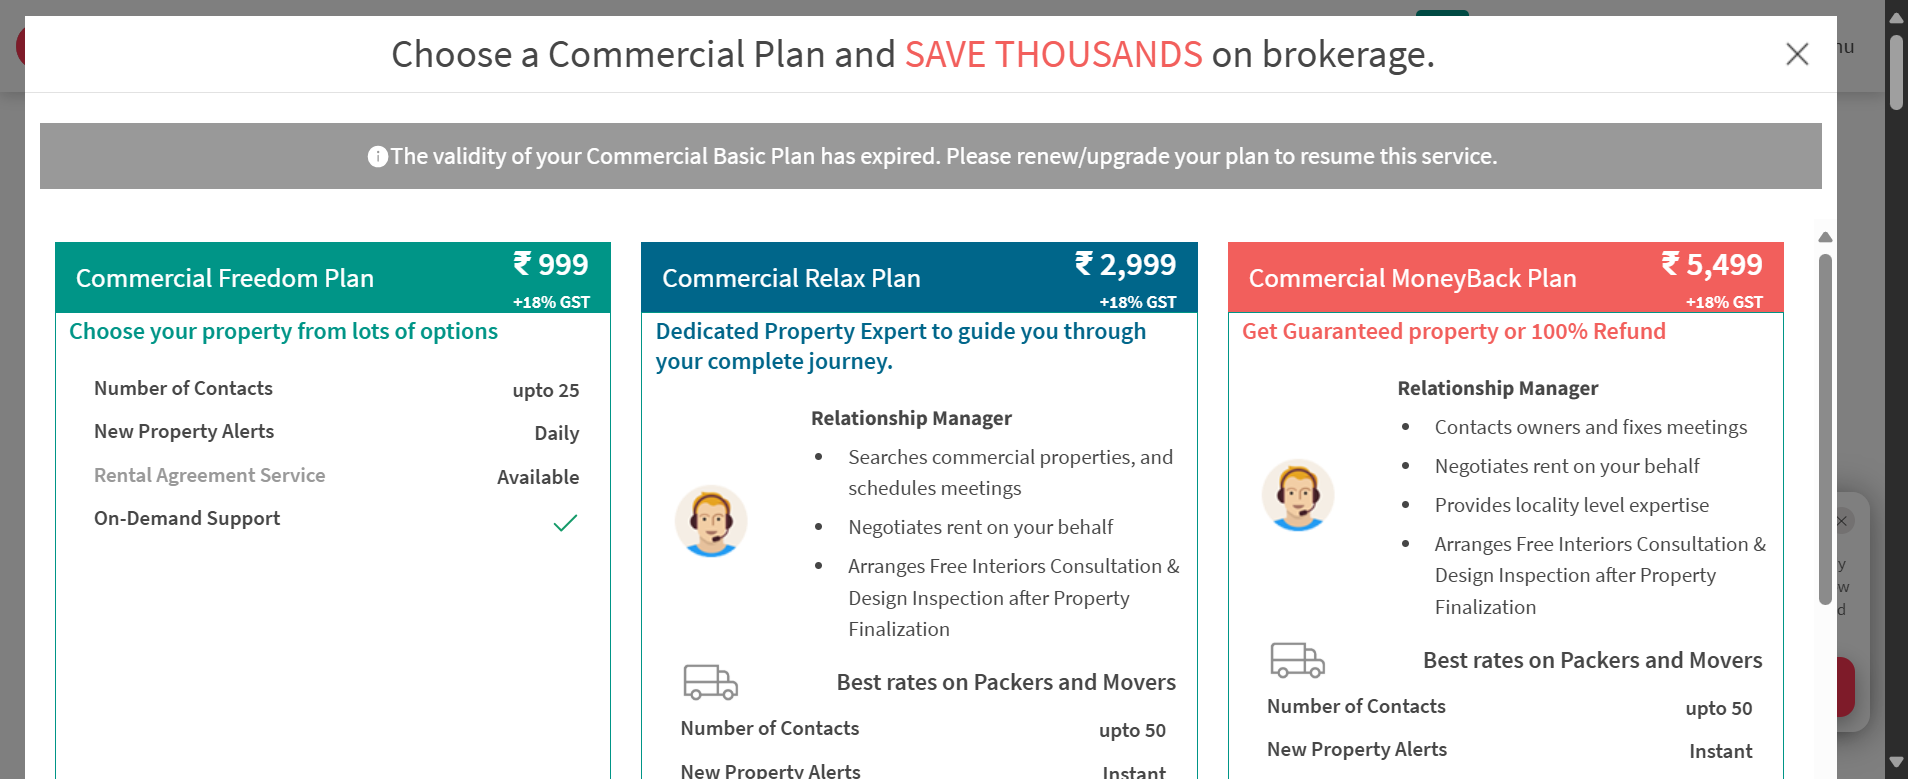 Choose a Commercial Plan and SAVE THOUSANDS on brokerage.
The validity of your Commercial Basic Plan has expired. Please renew/upgrade your plan to resume this service.
Commercial Freedom Plan
₹ 999
+18% GST
Choose your property from lots of options
Number of Contacts
upto 25
New Property Alerts
Daily
Rental Agreement Service
Available
On-Demand Support
Commercial Relax Plan
₹ 2,999
+18% GST
Dedicated Property Expert to guide you through
your complete journey.
Relationship Manager
Searches commercial properties, and
schedules meetings
Negotiates rent on your behalf
Arranges Free Interiors Consultation &
Design Inspection after Property
Finalization
Best rates on Packers and Movers
Number of Contacts
upto 50
New Property Alerts
Instant
Commercial MoneyBack Plan
₹ 5,499
+18% GST
Get Guaranteed property or 100% Refund
Relationship Manager
Contacts owners and fixes meetings
Negotiates rent on your behalf
Provides locality level expertise
Arranges Free Interiors Consultation &
Design Inspection after Property
Finalization
Best rates on Packers and Movers
Number of Contacts
upto 50
New Property Alerts
Instant